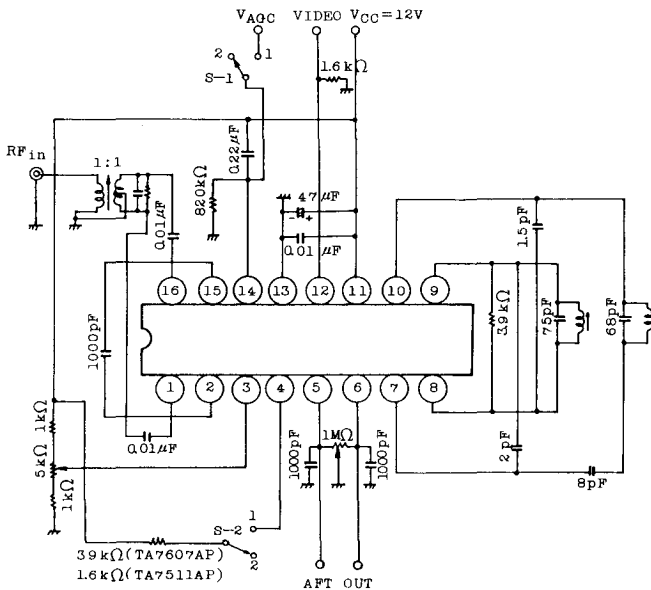 VAGC VIDEO VCC=12V
2 1
S-1
1.6kΩ
RFin
1:1
0.22μF
820kΩ
47μF
- +
0.01μF
0.01μF
1.5pF
16 15 14 13 12 11 10 9
1000pF
3.9kΩ
75pF
68pF
1 2 3 4 5 6 7 8
1kΩ
0.01μF
5kΩ
1kΩ
1000pF
1MΩ
1000pF
2pF
8pF
S-2
1
2
39kΩ(TA7607AP)
1.6kΩ(TA7511AP)
AFT OUT